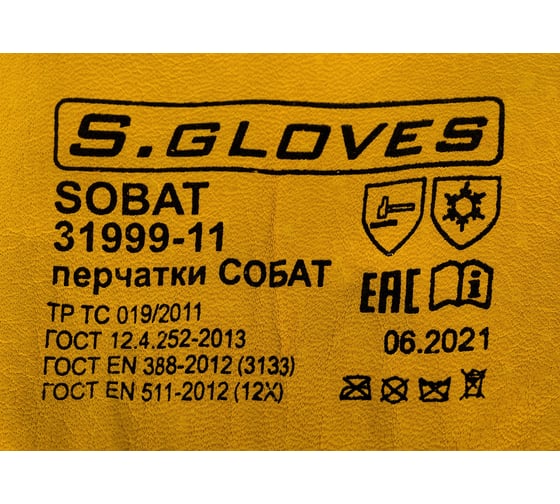 S.GLOVES
SOBAT
31999-11
перчатки СОБАТ
ТР ТС 019/2011
ГОСТ 12.4.252-2013
ГОСТ EN 388-2012 (3133)
ГОСТ EN 511-2012 (12X)
EAC
i
06.2021